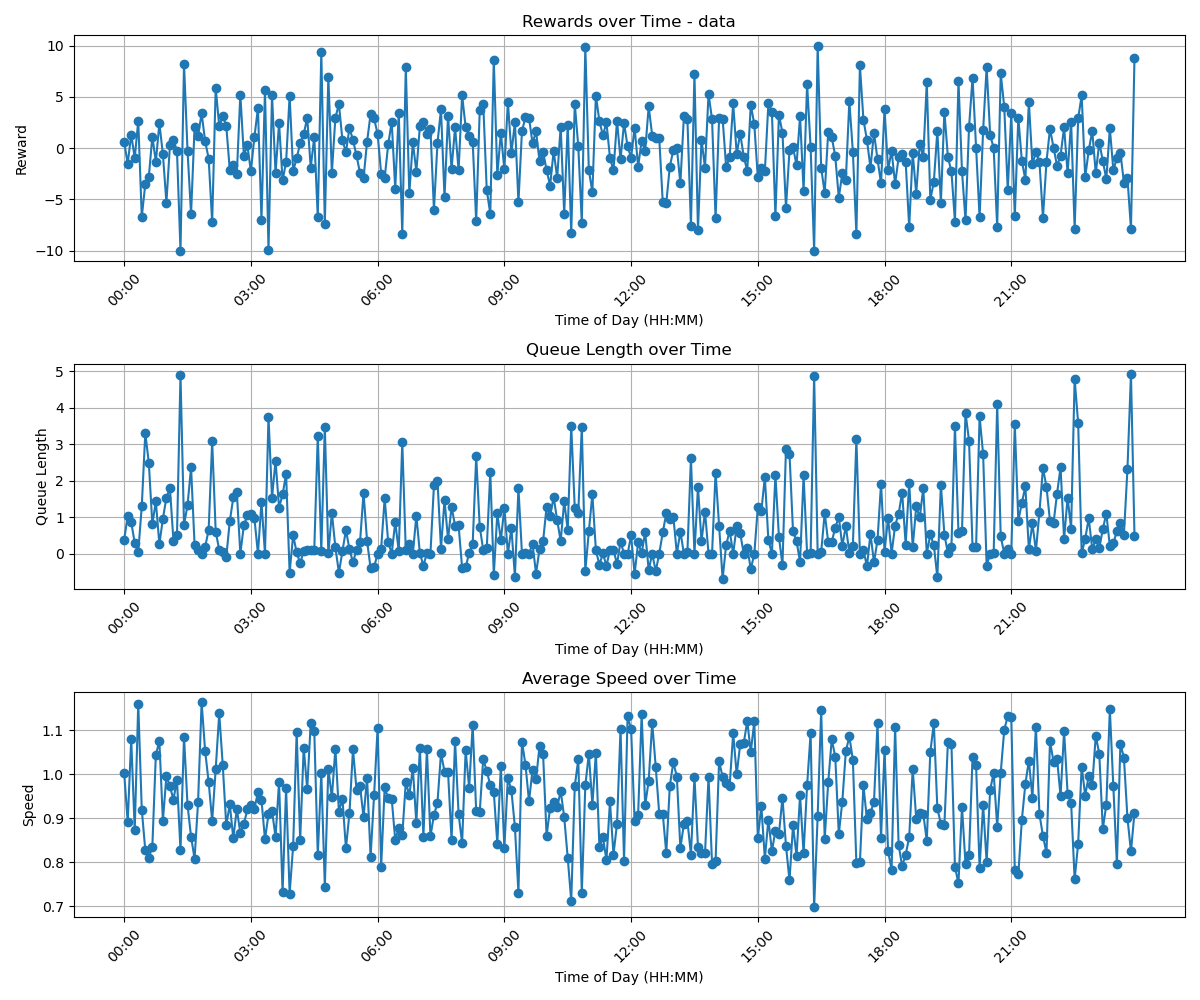 Rewards over Time - data
Reward
10
5
0
−5
−10
00:00 03:00 06:00 09:00 12:00 15:00 18:00 21:00
Time of Day (HH:MM)
Queue Length over Time
Queue Length
5
4
3
2
1
0
00:00 03:00 06:00 09:00 12:00 15:00 18:00 21:00
Time of Day (HH:MM)
Average Speed over Time
Speed
1.1
1.0
0.9
0.8
0.7
00:00 03:00 06:00 09:00 12:00 15:00 18:00 21:00
Time of Day (HH:MM)